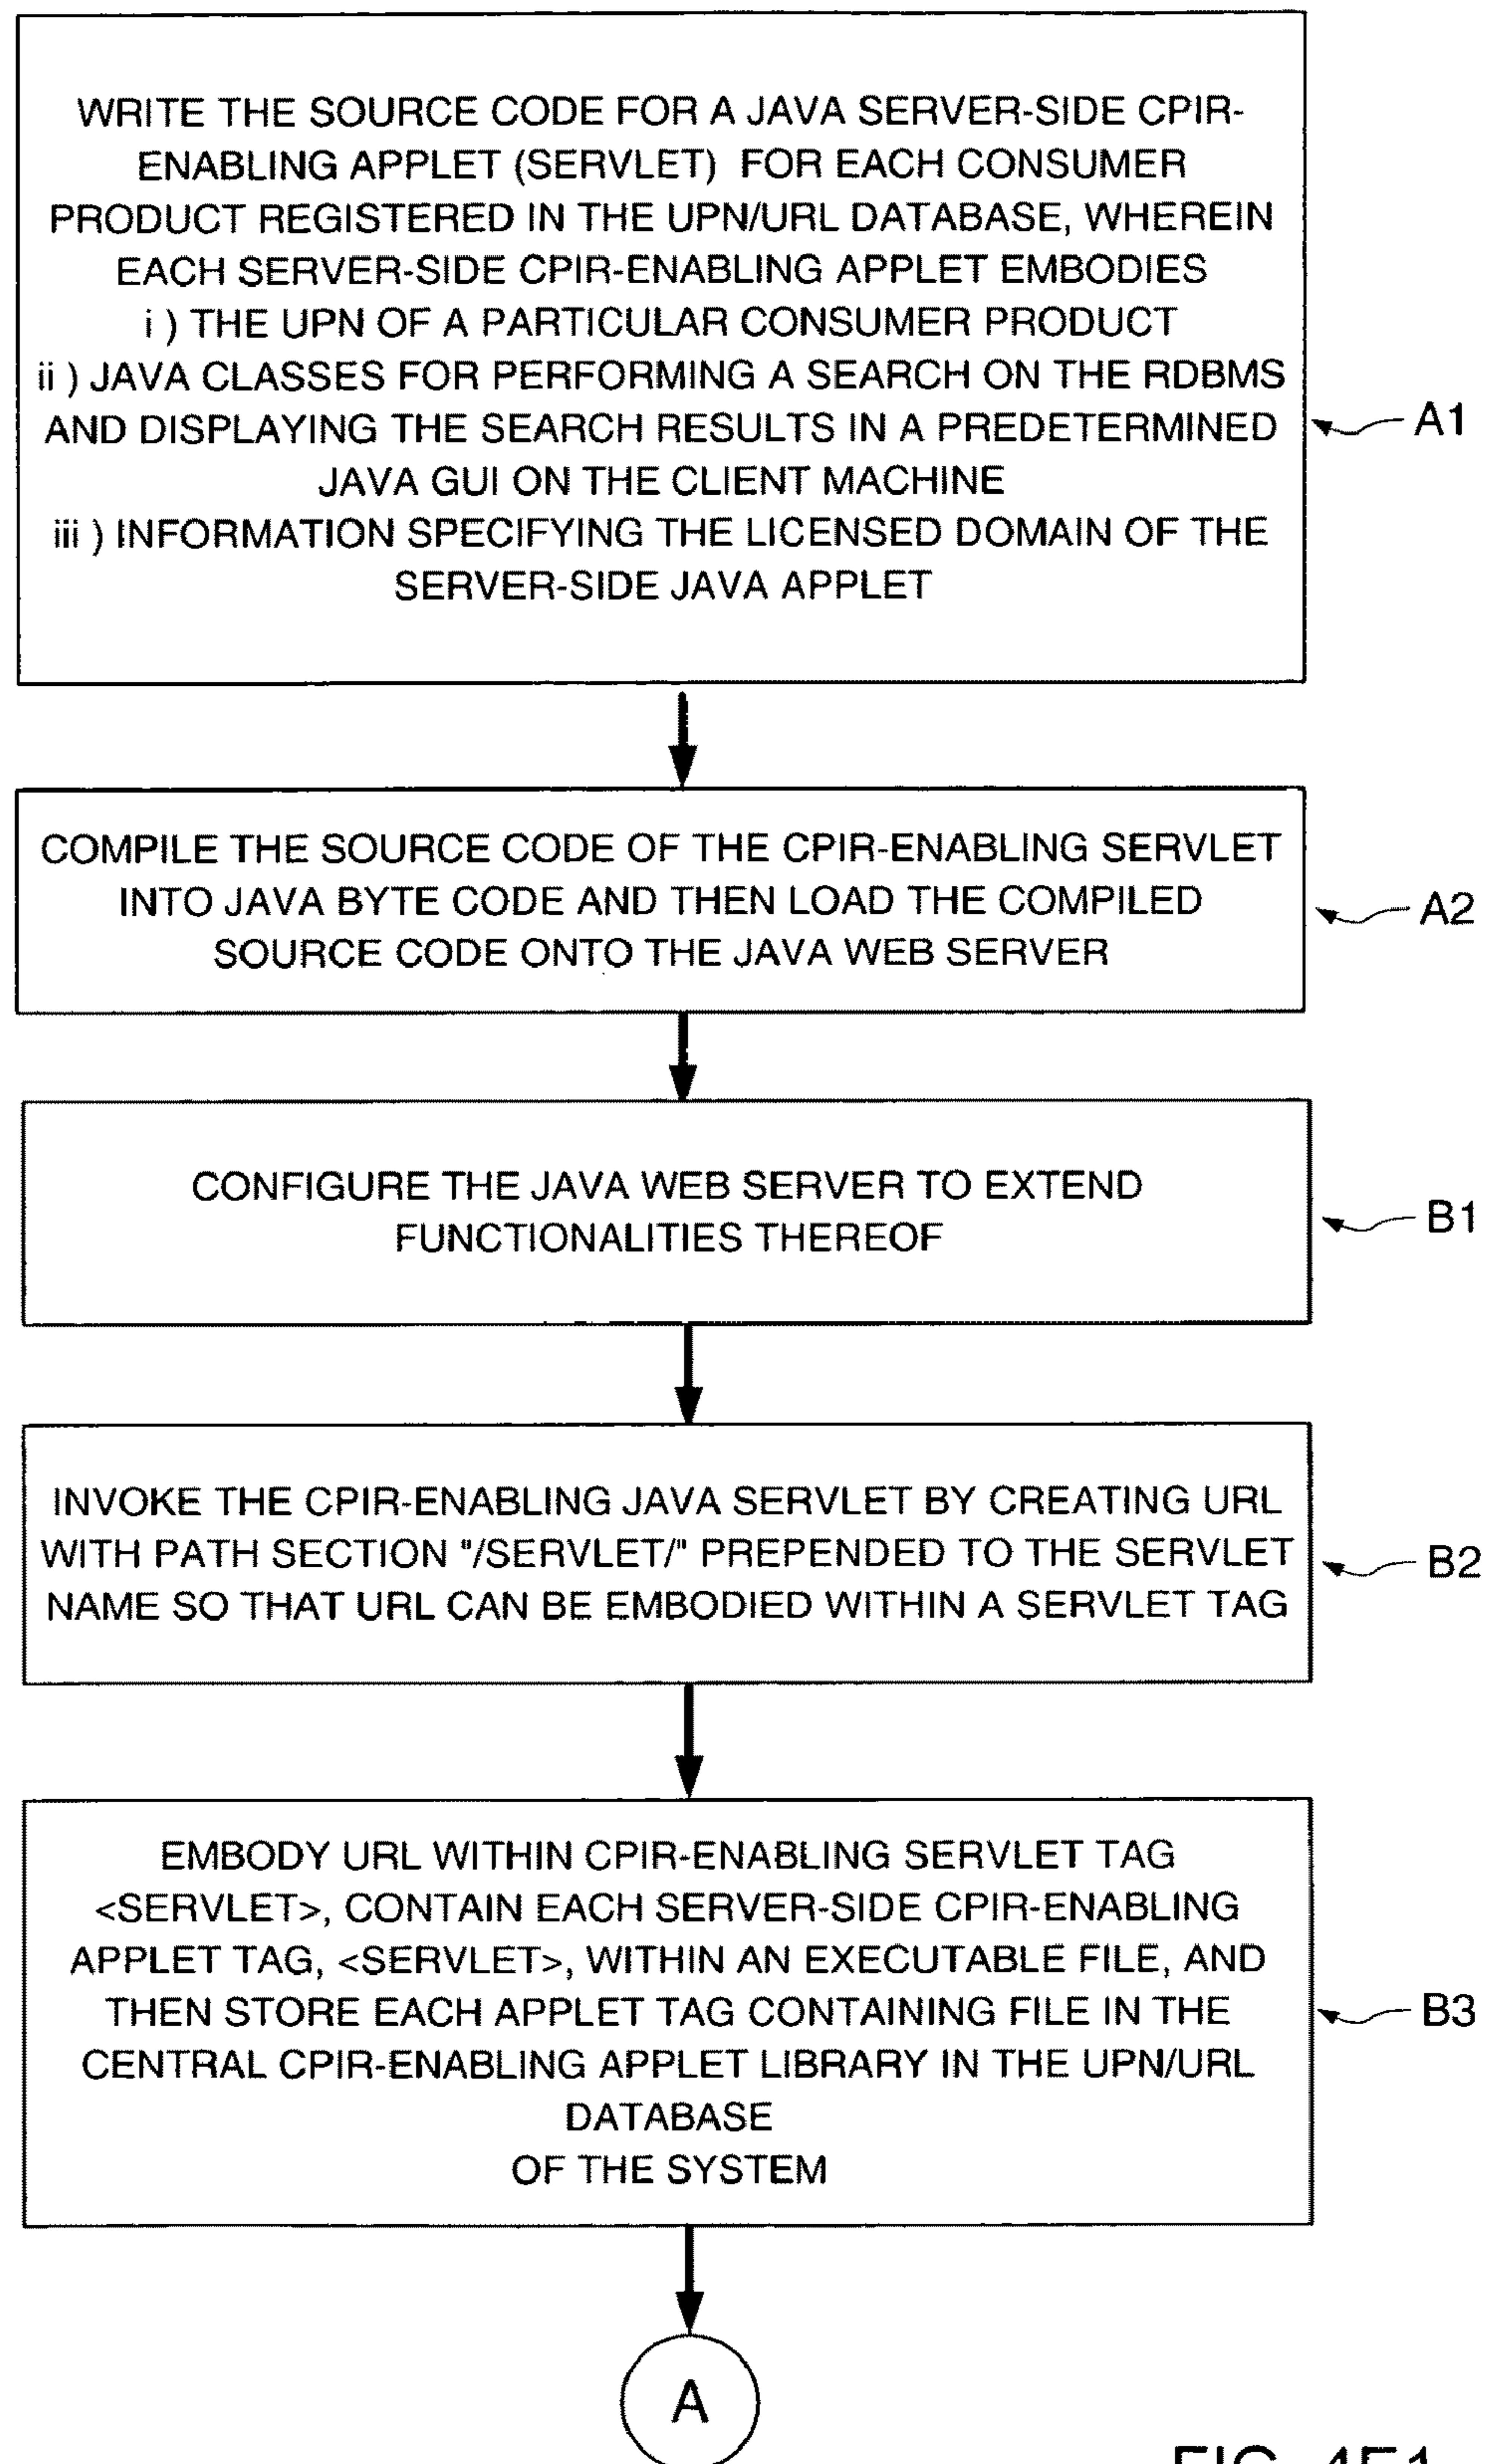 WRITE THE SOURCE CODE FOR A JAVA SERVER-SIDE CPIR-
ENABLING APPLET (SERVLET) FOR EACH CONSUMER
PRODUCT REGISTERED IN THE UPN/URL DATABASE, WHEREIN
EACH SERVER-SIDE CPIR-ENABLING APPLET EMBODIES
i ) THE UPN OF A PARTICULAR CONSUMER PRODUCT
ii ) JAVA CLASSES FOR PERFORMING A SEARCH ON THE RDBMS
AND DISPLAYING THE SEARCH RESULTS IN A PREDETERMINED
JAVA GUI ON THE CLIENT MACHINE
iii ) INFORMATION SPECIFYING THE LICENSED DOMAIN OF THE
SERVER-SIDE JAVA APPLET
A1
COMPILE THE SOURCE CODE OF THE CPIR-ENABLING SERVLET
INTO JAVA BYTE CODE AND THEN LOAD THE COMPILED
SOURCE CODE ONTO THE JAVA WEB SERVER
A2
CONFIGURE THE JAVA WEB SERVER TO EXTEND
FUNCTIONALITIES THEREOF
B1
INVOKE THE CPIR-ENABLING JAVA SERVLET BY CREATING URL
WITH PATH SECTION "/SERVLET/" PREPENDED TO THE SERVLET
NAME SO THAT URL CAN BE EMBODIED WITHIN A SERVLET TAG
B2
EMBODY URL WITHIN CPIR-ENABLING SERVLET TAG
<SERVLET>, CONTAIN EACH SERVER-SIDE CPIR-ENABLING
APPLET TAG, <SERVLET>, WITHIN AN EXECUTABLE FILE, AND
THEN STORE EACH APPLET TAG CONTAINING FILE IN THE
CENTRAL CPIR-ENABLING APPLET LIBRARY IN THE UPN/URL
DATABASE
OF THE SYSTEM
B3
A
FIG. 4E1